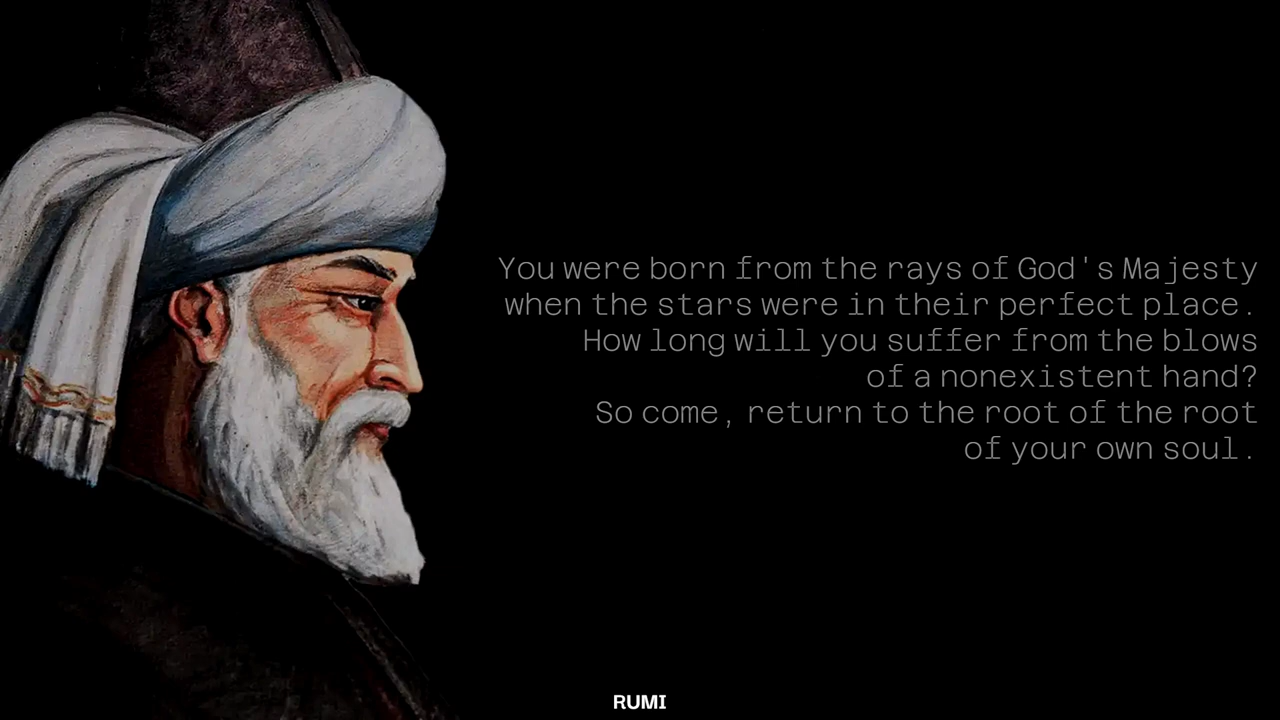 You were born from the rays of God's Majesty
when the stars were in their perfect place.
How long will you suffer from the blows
of a nonexistent hand?
So come, return to the root of the root
of your own soul.
RUMI